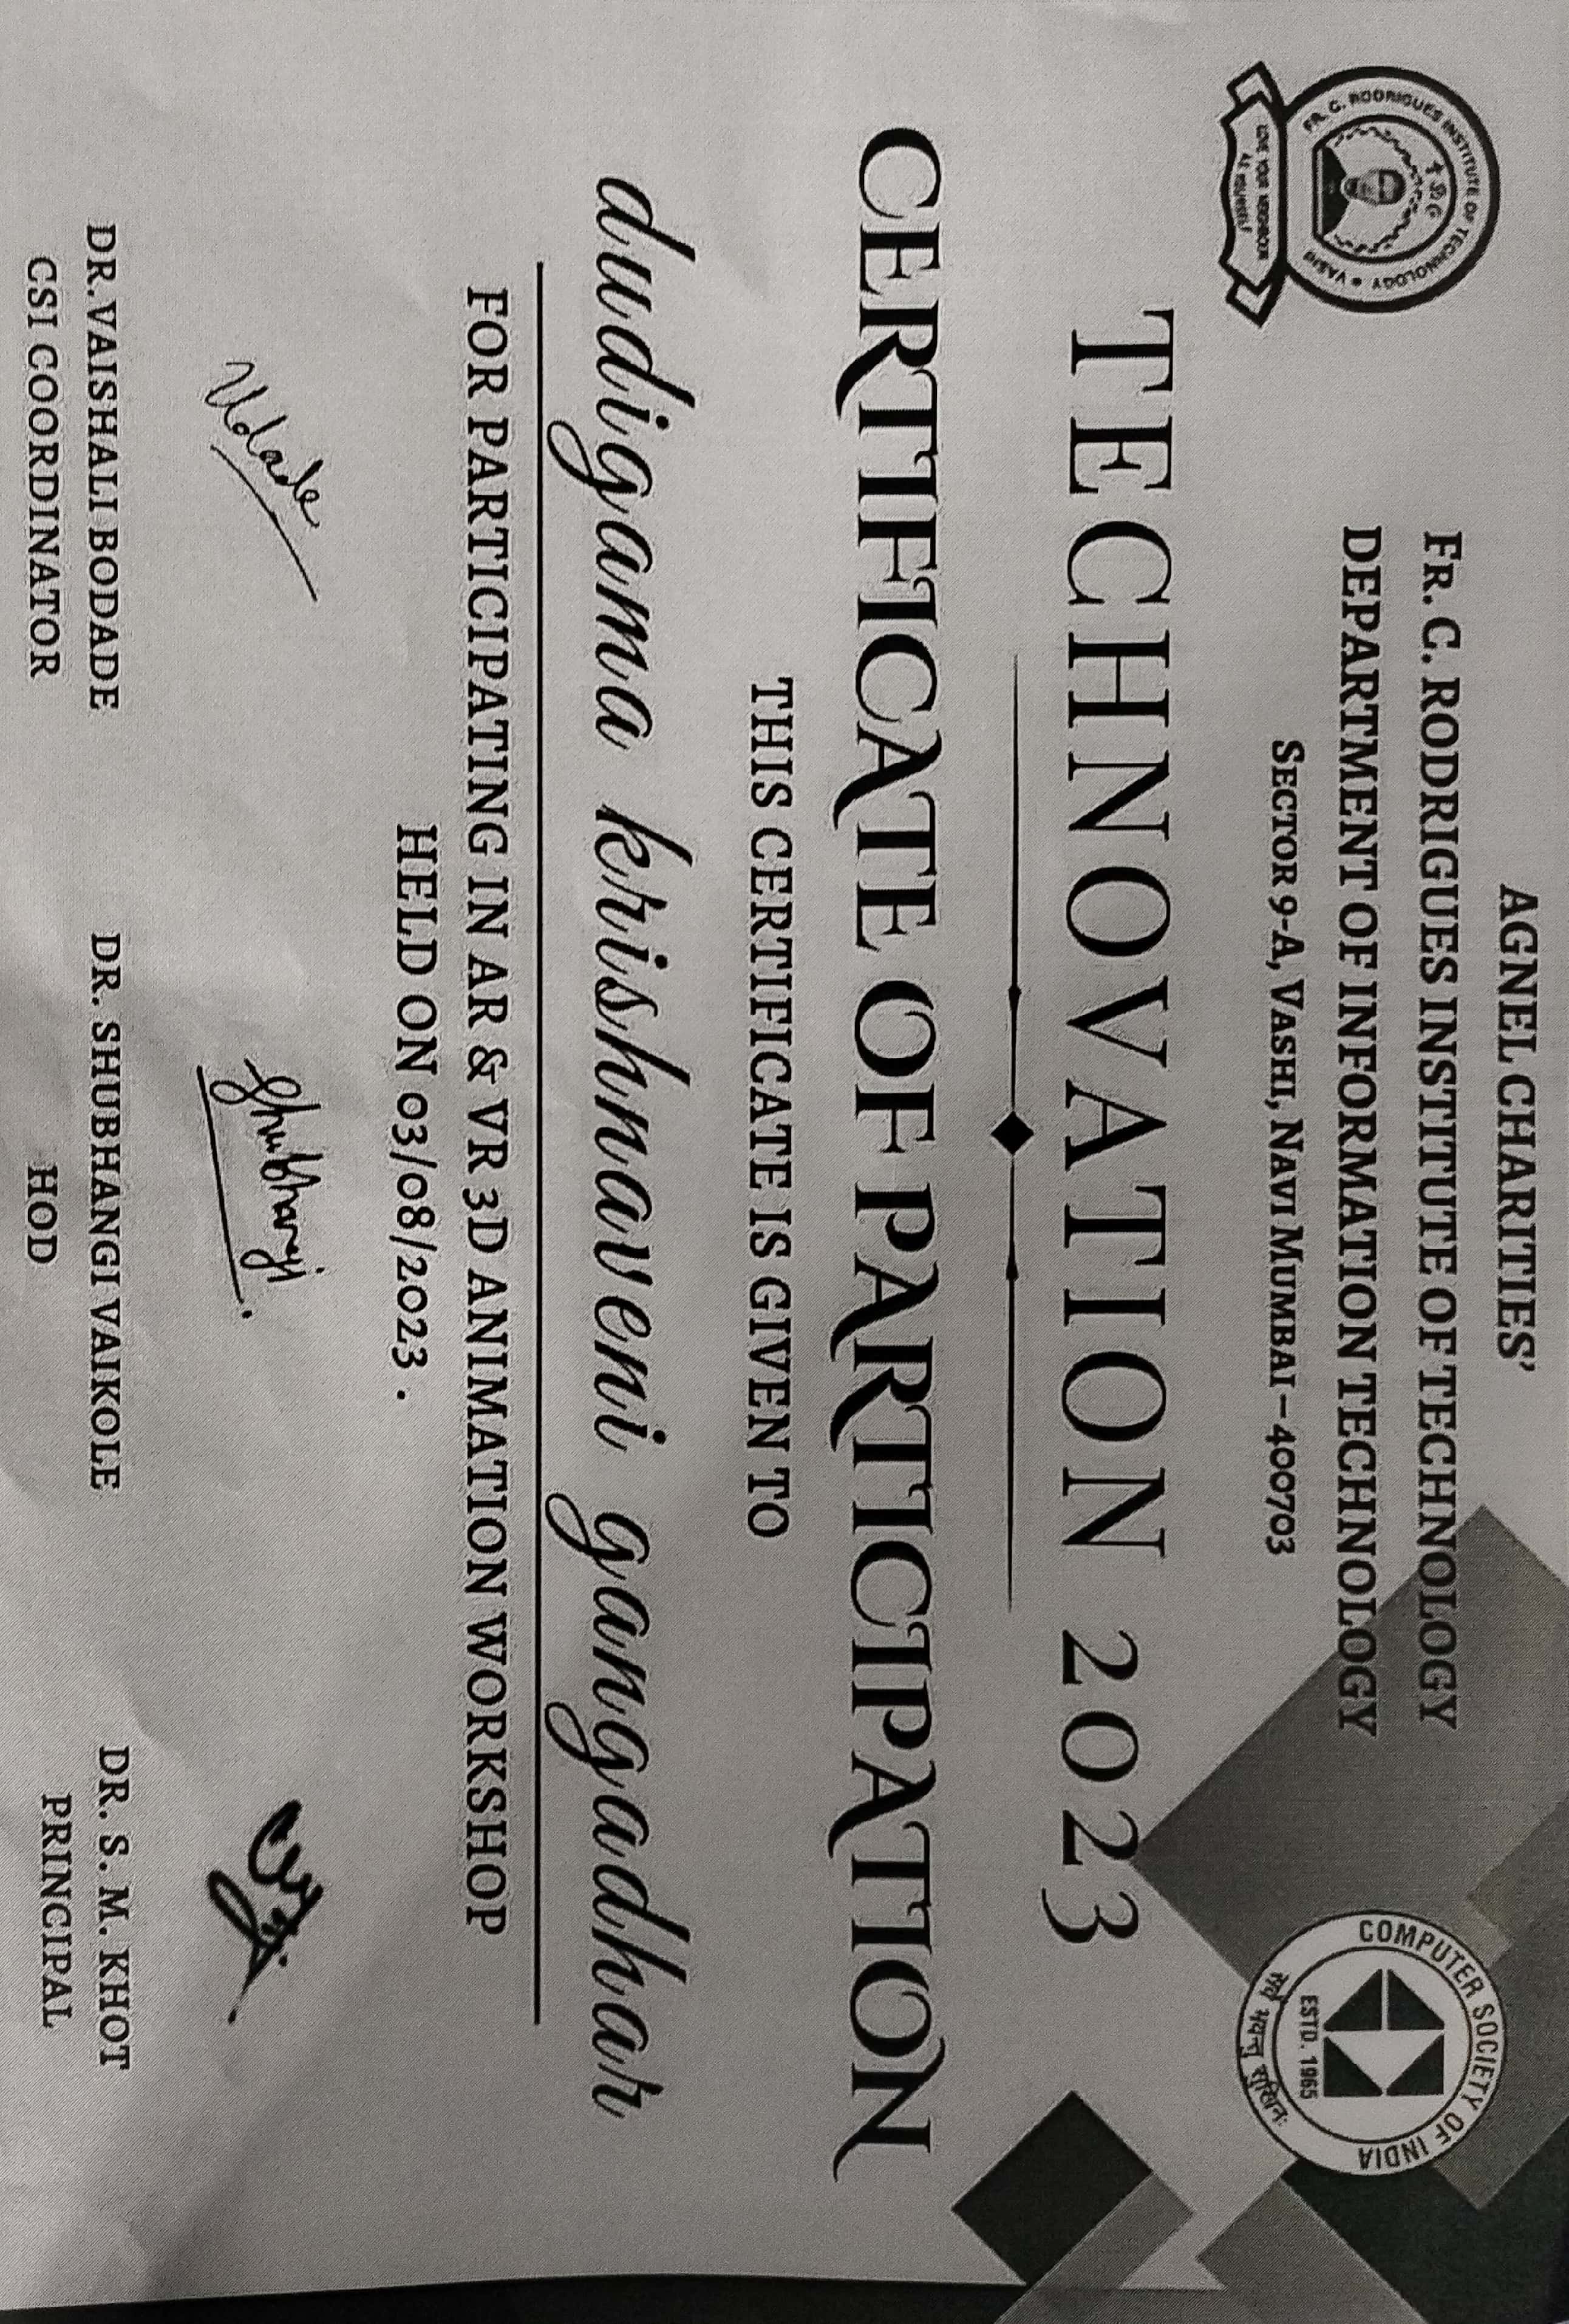 AGNEL CHARITIES'
FR. C. RODRIGUES INSTITUTE OF TECHNOLOGY
DEPARTMENT OF INFORMATION TECHNOLOGY
SECTOR 9-A, VASHI, NAVI MUMBAI – 400703
FR. C. RODRIGUES INSTITUTE OF TECHNOLOGY • VASHI
LOVE YOUR NEIGHBOR
AS YOURSELF
COMPUTER SOCIETY OF INDIA
ESTD. 1965
सर्वे भवन्तु सुखिनः
TECHNOVATION 2023
CERTIFICATE OF PARTICIPATION
THIS CERTIFICATE IS GIVEN TO
dudigama krishnaveni gangadhar
FOR PARTICIPATING IN AR & VR 3D ANIMATION WORKSHOP
HELD ON 03/08/2023 .
Shubhangi
DR.VAISHALI BODADE
CSI COORDINATOR
DR. SHUBHANGI VAIKOLE
HOD
DR. S. M. KHOT
PRINCIPAL